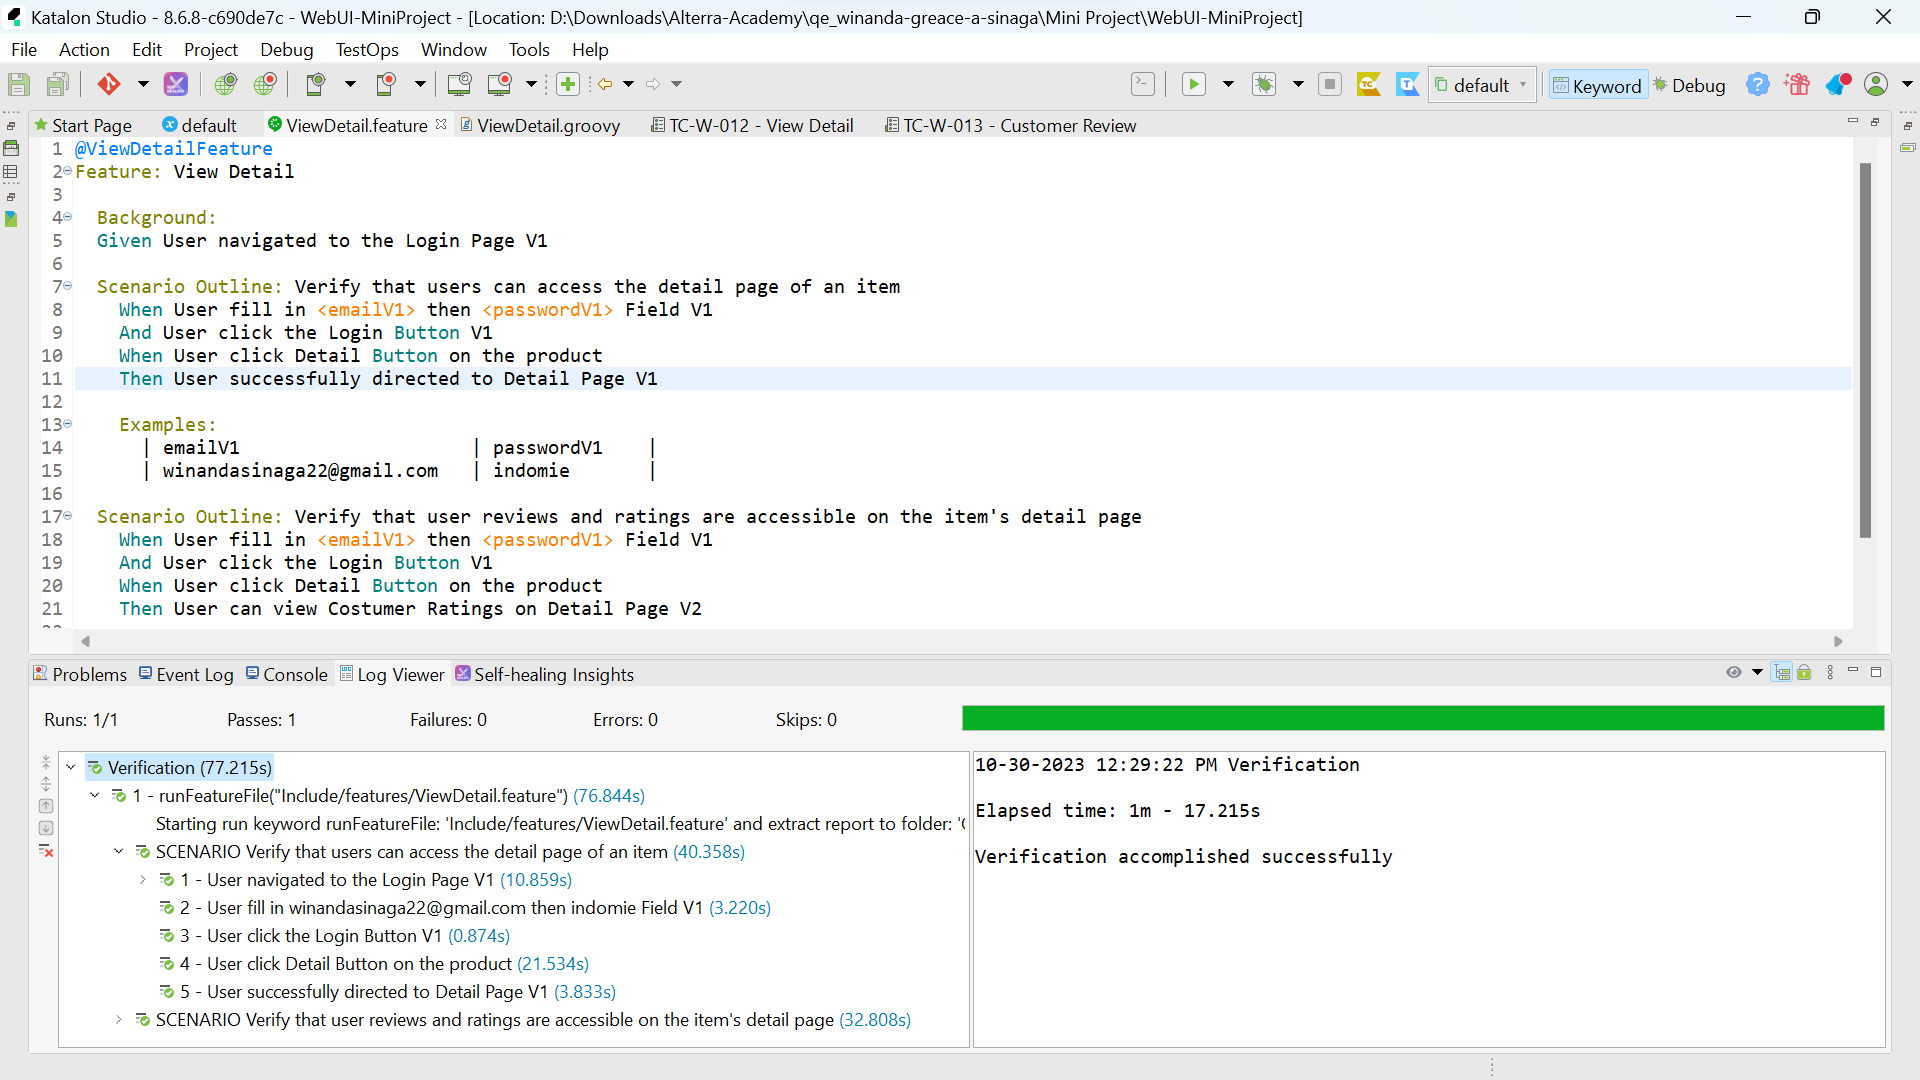 Katalon Studio - 8.6.8-c690de7c - WebUI-MiniProject - [Location: D:\Downloads\Alterra-Academy\qe_winanda-greace-a-sinaga\Mini Project\WebUI-MiniProject]
File Action Edit Project Debug TestOps Window Tools Help
default Keyword Debug
Start Page default ViewDetail.feature ViewDetail.groovy TC-W-012 - View Detail TC-W-013 - Customer Review
1 @ViewDetailFeature
2 Feature: View Detail
3
4 Background:
5 Given User navigated to the Login Page V1
6
7 Scenario Outline: Verify that users can access the detail page of an item
8 When User fill in <emailV1> then <passwordV1> Field V1
9 And User click the Login Button V1
10 When User click Detail Button on the product
11 Then User successfully directed to Detail Page V1
12
13 Examples:
14 | emailV1 | passwordV1 |
15 | winandasinaga22@gmail.com | indomie |
16
17 Scenario Outline: Verify that user reviews and ratings are accessible on the item's detail page
18 When User fill in <emailV1> then <passwordV1> Field V1
19 And User click the Login Button V1
20 When User click Detail Button on the product
21 Then User can view Costumer Ratings on Detail Page V2
Problems Event Log Console Log Viewer Self-healing Insights
Runs: 1/1 Passes: 1 Failures: 0 Errors: 0 Skips: 0
Verification (77.215s)
1 - runFeatureFile("Include/features/ViewDetail.feature") (76.844s)
Starting run keyword runFeatureFile: 'Include/features/ViewDetail.feature' and extract report to folder: '
SCENARIO Verify that users can access the detail page of an item (40.358s)
1 - User navigated to the Login Page V1 (10.859s)
2 - User fill in winandasinaga22@gmail.com then indomie Field V1 (3.220s)
3 - User click the Login Button V1 (0.874s)
4 - User click Detail Button on the product (21.534s)
5 - User successfully directed to Detail Page V1 (3.833s)
SCENARIO Verify that user reviews and ratings are accessible on the item's detail page (32.808s)
10-30-2023 12:29:22 PM Verification
Elapsed time: 1m - 17.215s
Verification accomplished successfully